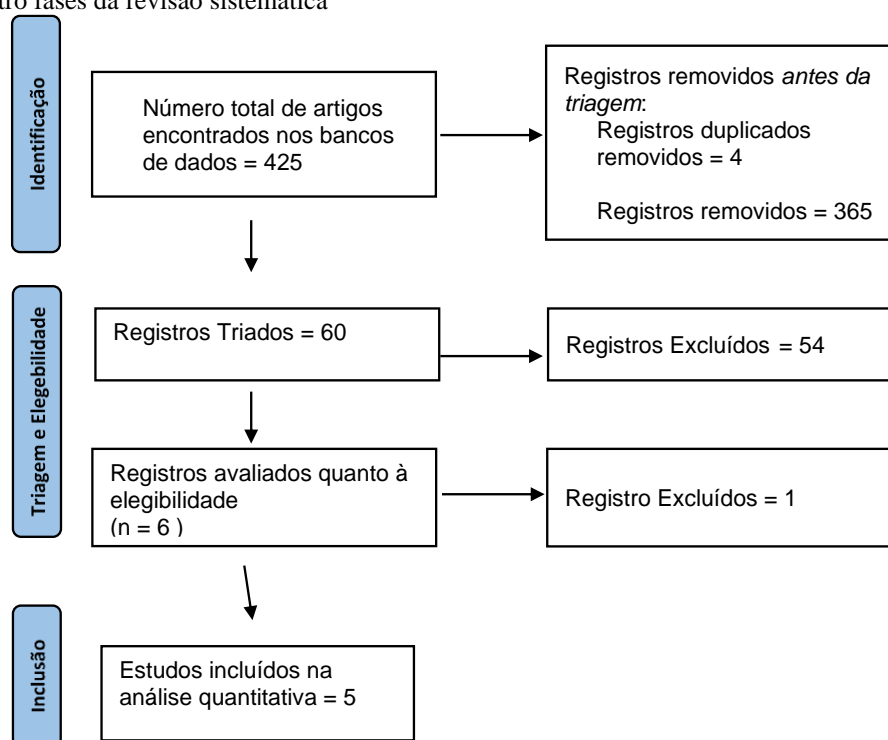 fases da revisão sistemática
Identificação
Número total de artigos
encontrados nos bancos
de dados = 425
Registros removidos antes da
triagem:
Registros duplicados
removidos = 4
Registros removidos = 365
Triagem e Elegebilidade
Registros Triados = 60
Registros Excluídos = 54
Registros avaliados quanto à
elegibilidade
(n = 6 )
Registro Excluídos = 1
Inclusão
Estudos incluídos na
análise quantitativa = 5